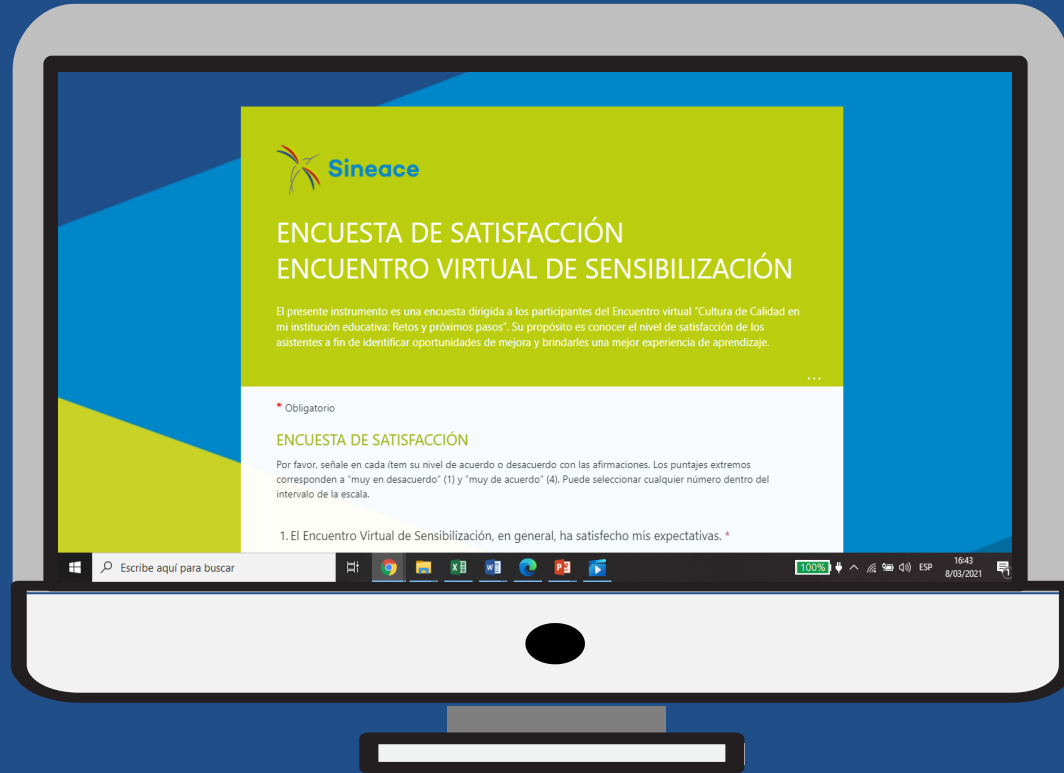 Sineace
ENCUESTA DE SATISFACCIÓN
ENCUENTRO VIRTUAL DE SENSIBILIZACIÓN
El presente instrumento es una encuesta dirigida a los participantes del Encuentro virtual "Cultura de Calidad en
mi institución educativa: Retos y próximos pasos". Su propósito es conocer el nivel de satisfacción de los
asistentes a fin de identificar oportunidades de mejora y brindarles una mejor experiencia de aprendizaje.
...
* Obligatorio
ENCUESTA DE SATISFACCIÓN
Por favor, señale en cada ítem su nivel de acuerdo o desacuerdo con las afirmaciones. Los puntajes extremos
corresponden a "muy en desacuerdo" (1) y "muy de acuerdo" (4). Puede seleccionar cualquier número dentro del
intervalo de la escala.
1. El Encuentro Virtual de Sensibilización, en general, ha satisfecho mis expectativas. *
Escribe aquí para buscar
100%
ESP
16:43
8/03/2021
1